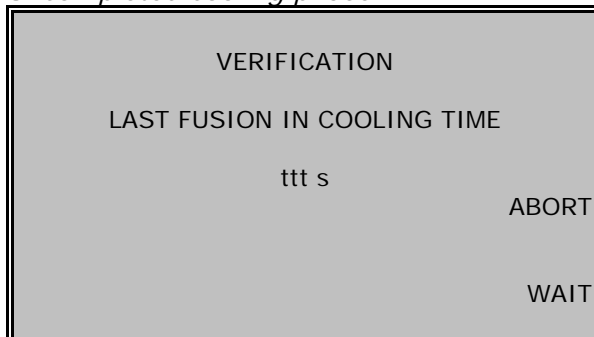 VERIFICATION
LAST FUSION IN COOLING TIME
ttt s
ABORT
WAIT